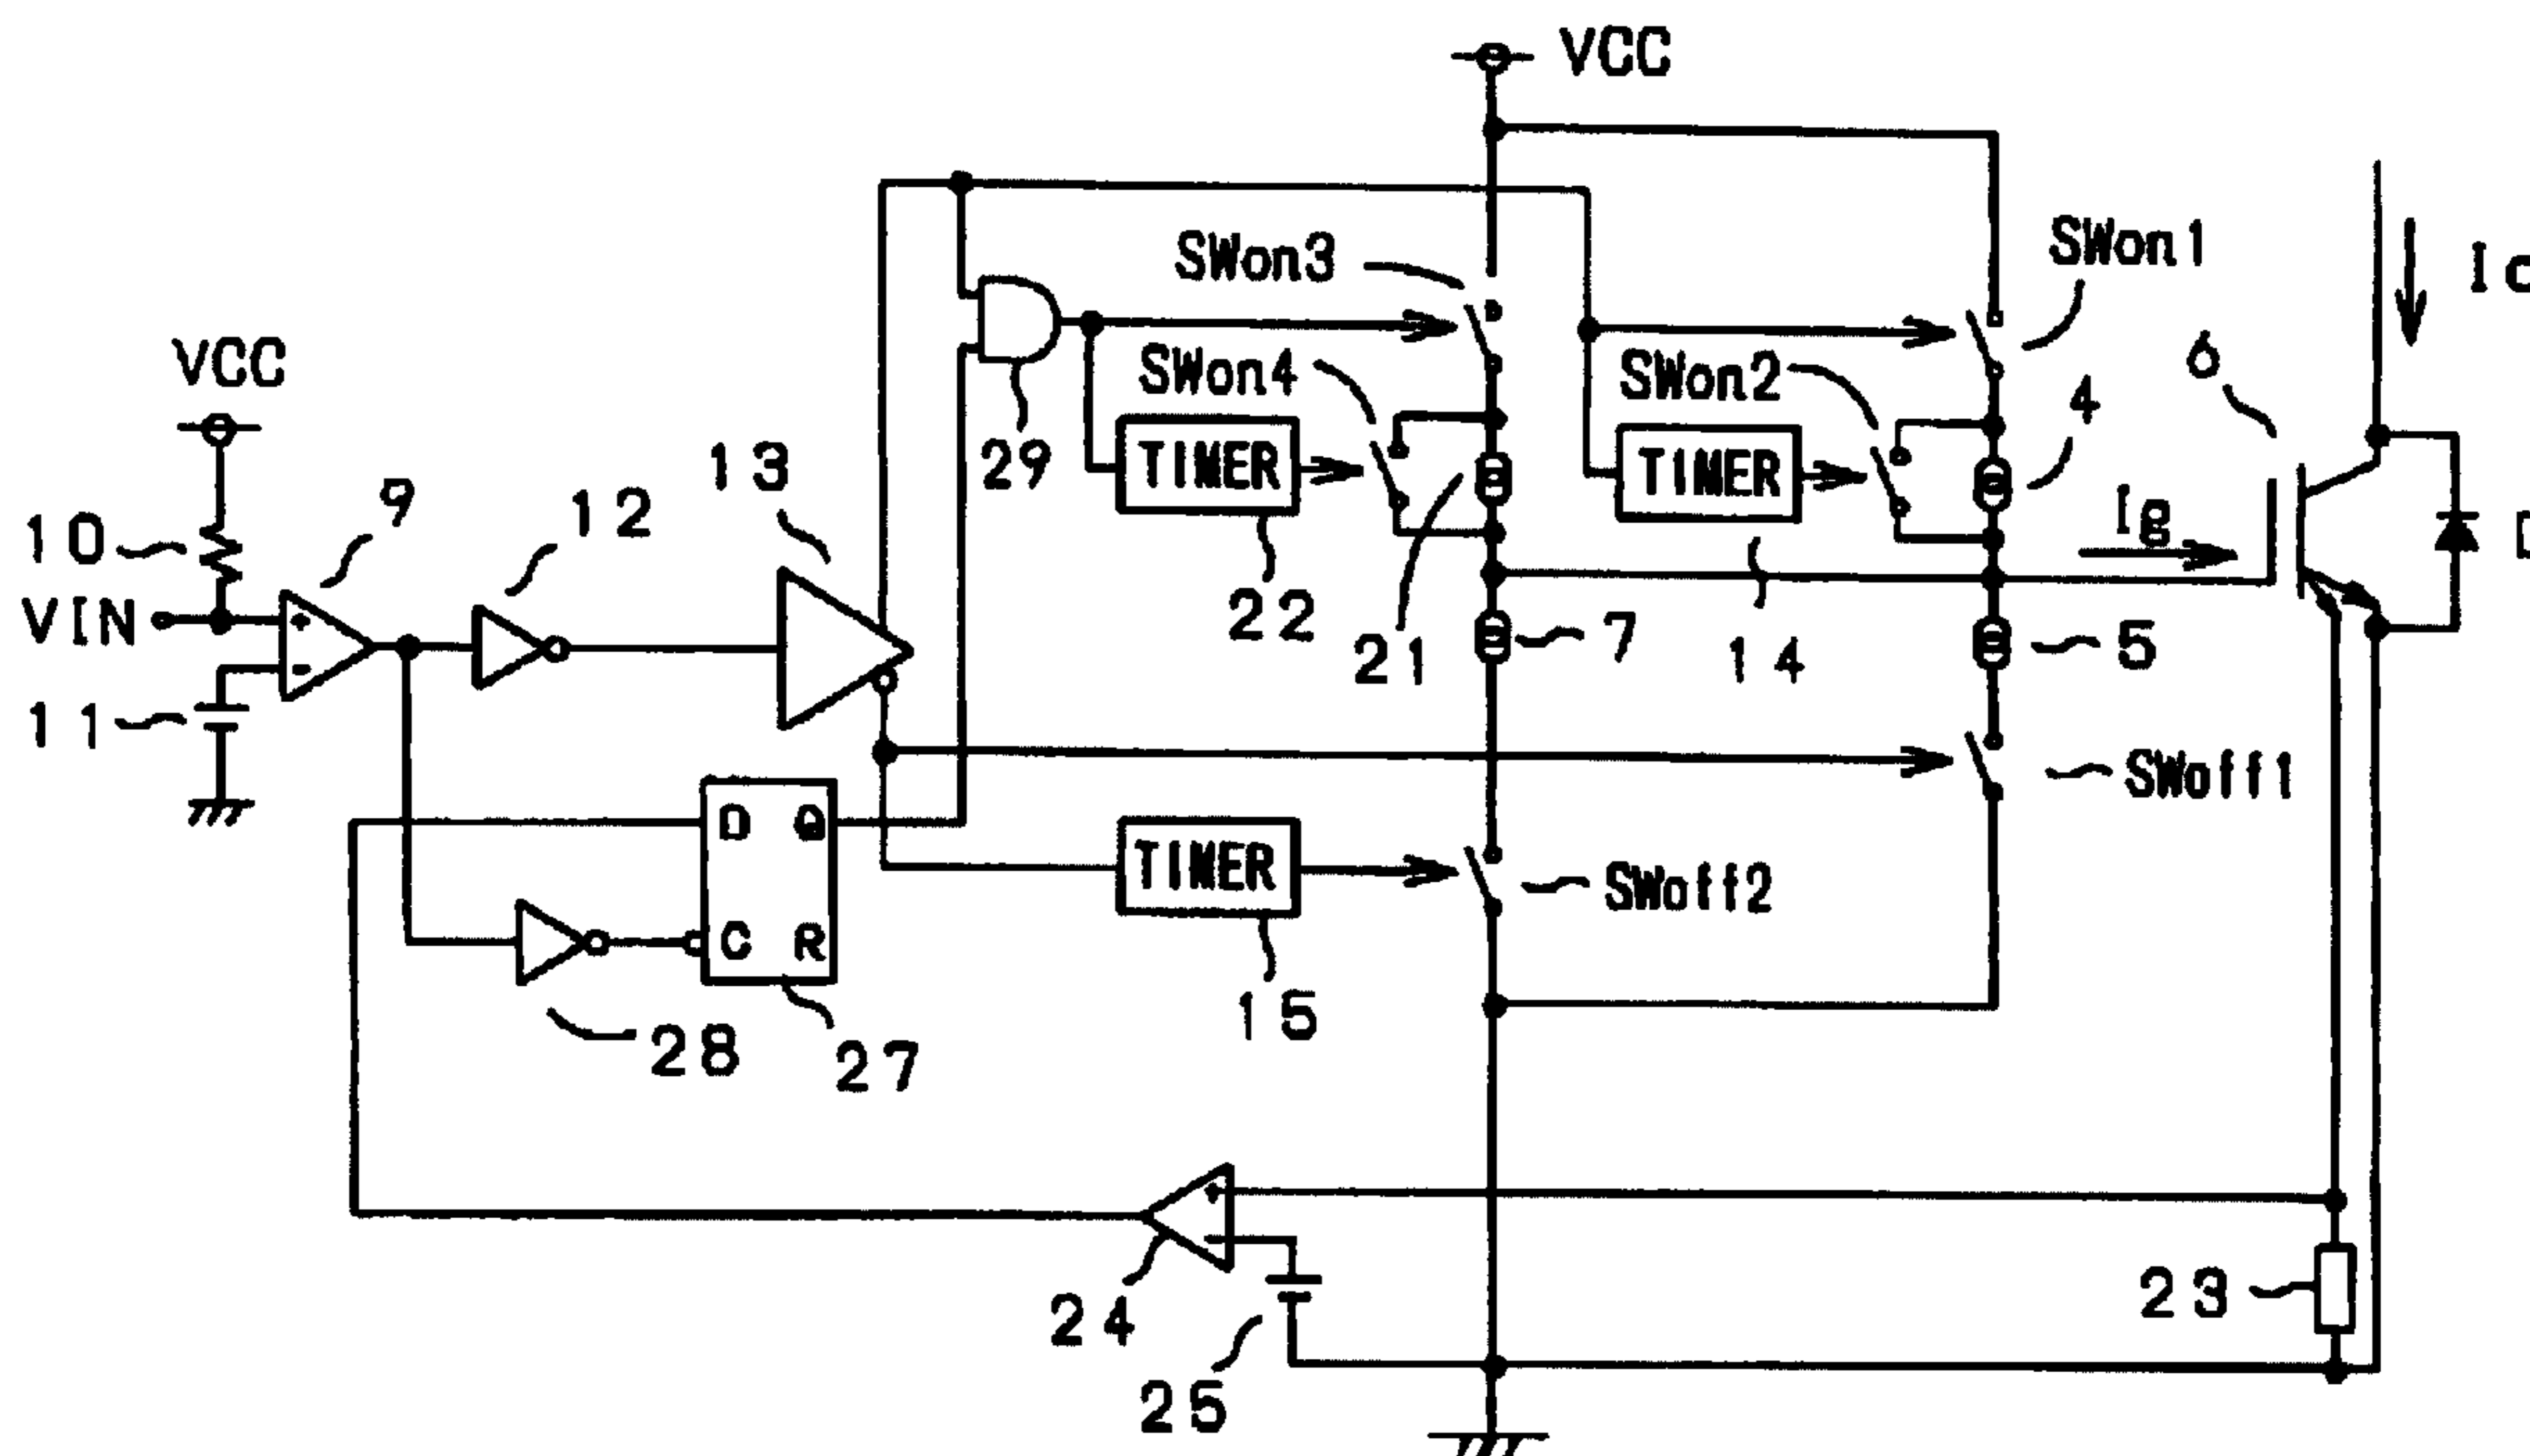 VCC
SWon3
SWon1
Ic
VCC
SWon4
SWon2
4
6
TIMER
TIMER
29
13
9
12
10
Ig
22
VIN
21
7
14
5
11
SWoff1
D Q
C R
TIMER
SWoff2
28
27
15
24
25
23
+
-
+
-